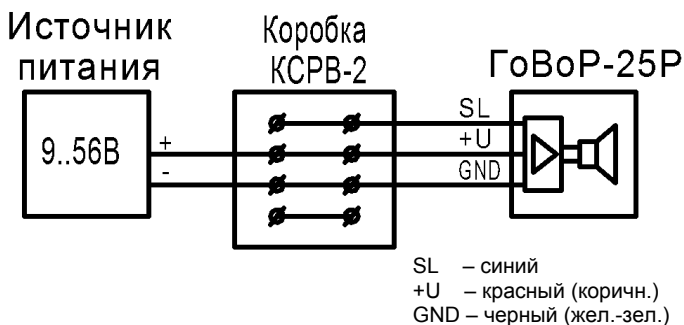 Источник
питания
Коробка
КСРВ-2
ГоВоР-25Р
9..56В
+
-
SL
+U
GND
SL – синий
+U – красный (коричн.)
GND – черный (жел.-зел.)